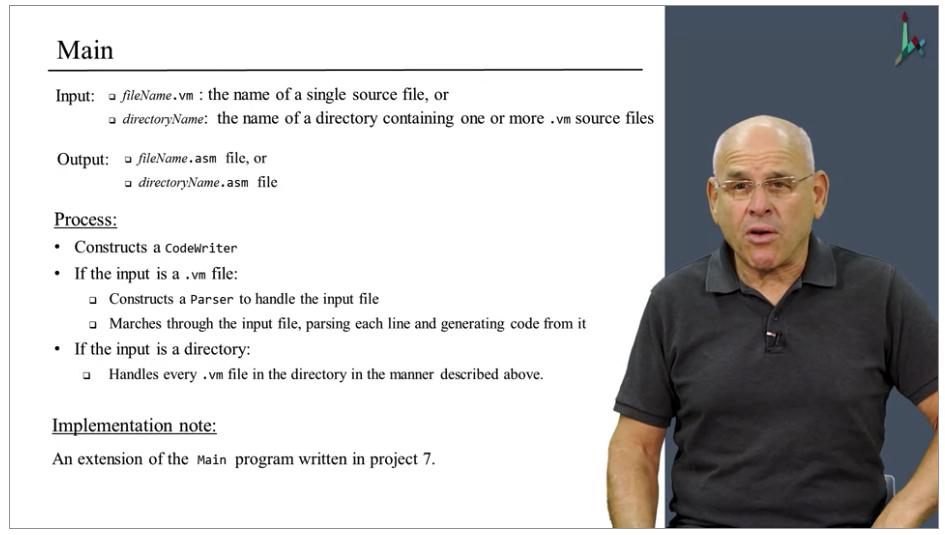 Main
Input: ❑ fileName.vm : the name of a single source file, or
❑ directoryName: the name of a directory containing one or more .vm source files
Output: ❑ fileName.asm file, or
❑ directoryName.asm file
Process:
• Constructs a CodeWriter
• If the input is a .vm file:
❑ Constructs a Parser to handle the input file
❑ Marches through the input file, parsing each line and generating code from it
• If the input is a directory:
❑ Handles every .vm file in the directory in the manner described above.
Implementation note:
An extension of the Main program written in project 7.